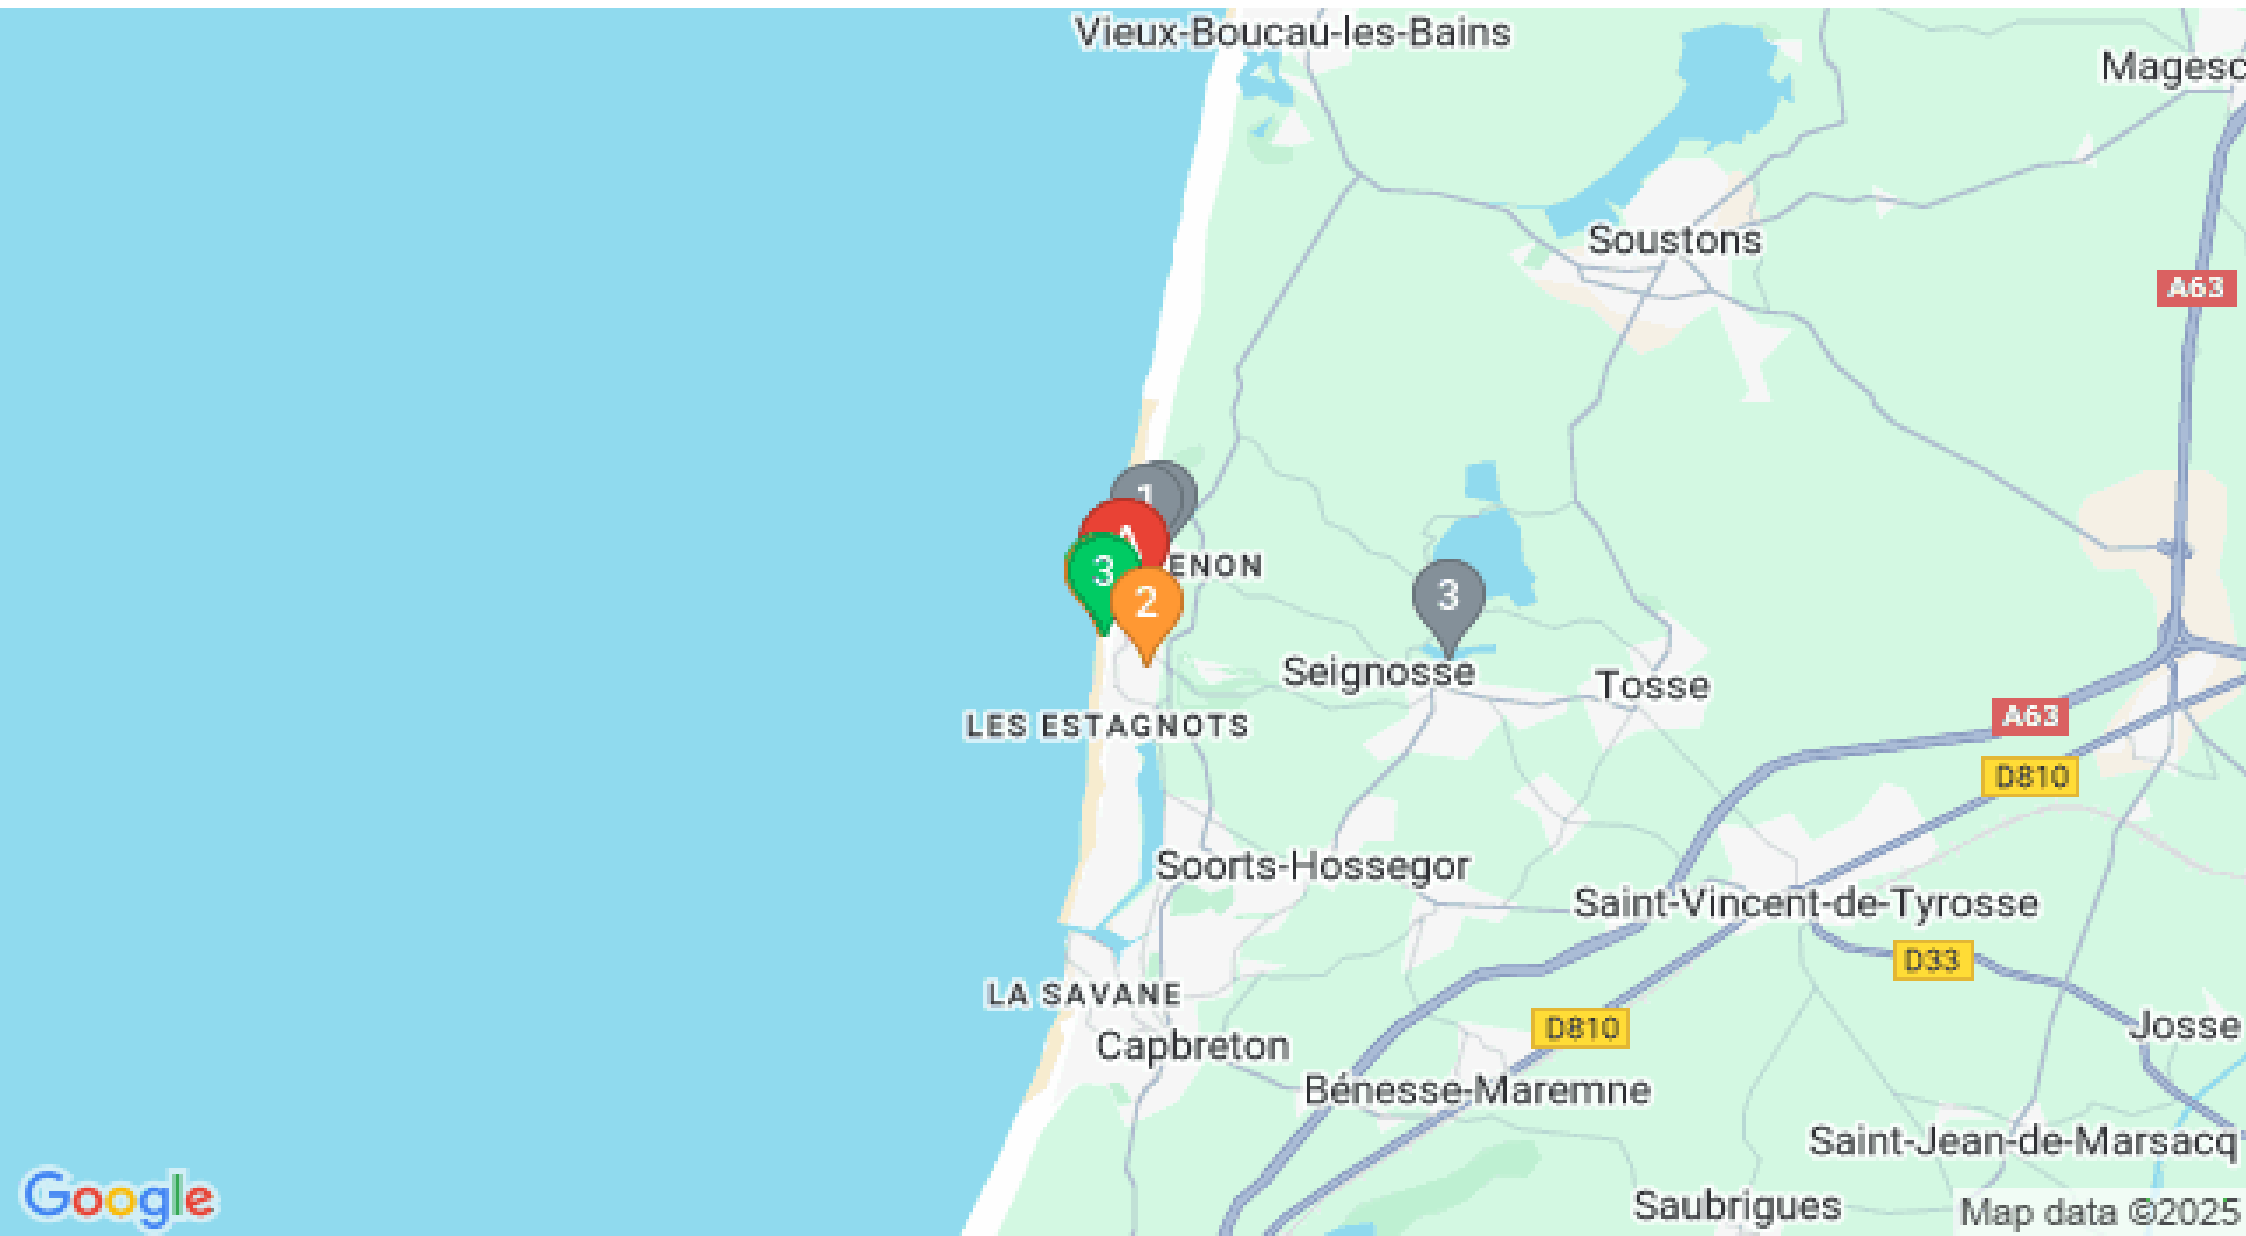 Vieux-Boucau-les-Bains
Magesc
Soustons
A63
1
A
ENON
3
2
3
Seignosse
Tosse
LES ESTAGNOTS
A63
D810
Soorts-Hossegor
Saint-Vincent-de-Tyrosse
D33
LA SAVANE
D810
Josse
Capbreton
Bénesse-Maremne
Saint-Jean-de-Marsacq
Google
Saubrigues
Map data ©2025